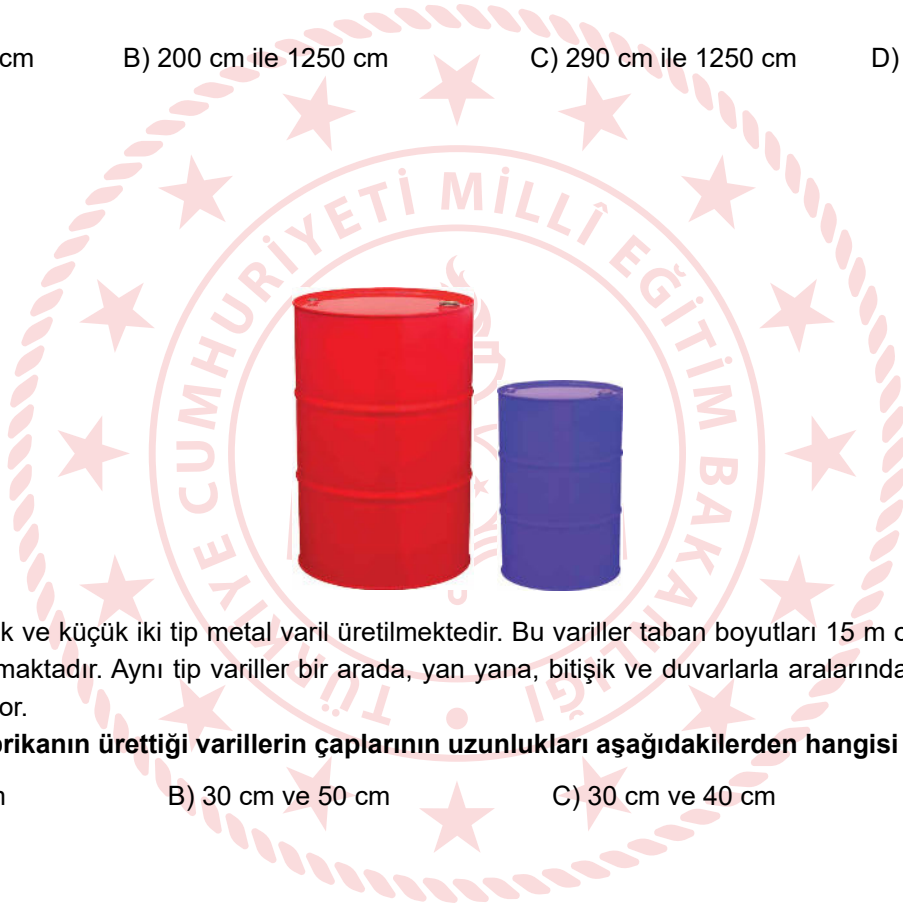 cm B) 200 cm ile 1250 cm C) 290 cm ile 1250 cm D)
TÜRKİYE CUMHURİYETİ MİLLÎ EĞİTİM BAKANLIĞI
k ve küçük iki tip metal varil üretilmektedir. Bu variller taban boyutları 15 m
maktadır. Aynı tip variller bir arada, yan yana, bitişik ve duvarlarla aralarında
or.
brikanın ürettiği varillerin çaplarının uzunlukları aşağıdakilerden hangisi
B) 30 cm ve 50 cm C) 30 cm ve 40 cm